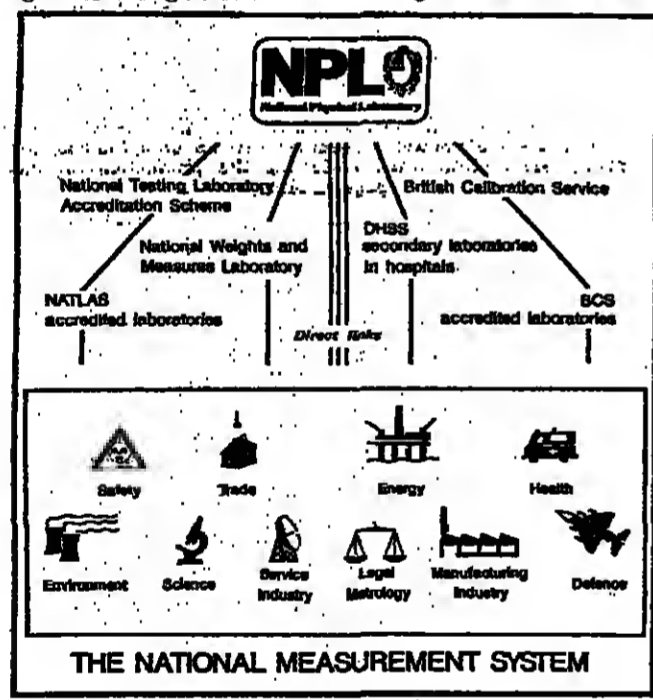 NPL
National Physical Laboratory
National Testing Laboratory
Accreditation Scheme
British Calibration Service
National Weights and
Measures Laboratory
DHSS
secondary laboratories
in hospitals
NATLAS
accredited laboratories
BCS
accredited laboratories
Direct links
Safety
Trade
Energy
Health
Environment
Science
Service
Industry
Legal
Metrology
Manufacturing
Industry
Defence
THE NATIONAL MEASUREMENT SYSTEM